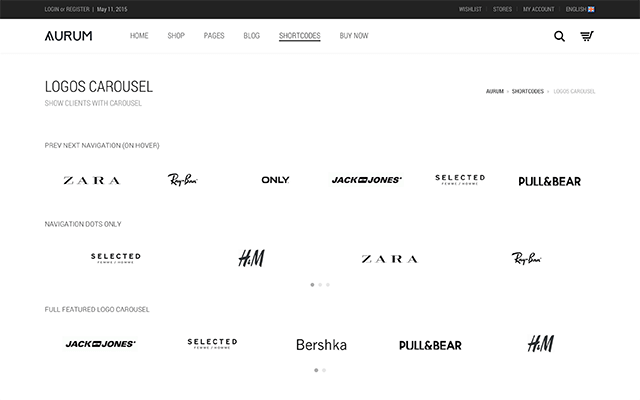 LOGIN or REGISTER | May 11, 2015 WISHLIST STORES MY ACCOUNT ENGLISH
AURUM HOME SHOP PAGES BLOG SHORTCODES BUY NOW
LOGOS CAROUSEL
AURUM » SHORTCODES » LOGOS CAROUSEL
SHOW CLIENTS WITH CAROUSEL
PREV NEXT NAVIGATION (ON HOVER)
ZARA Ray-Ban ONLY JACK & JONES SELECTED PULL&BEAR
FEMME / HOMME
NAVIGATION DOTS ONLY
SELECTED H&M ZARA Ray-Ban
FEMME / HOMME
FULL FEATURED LOGO CAROUSEL
JACK & JONES SELECTED Bershka PULL&BEAR H&M
FEMME / HOMME